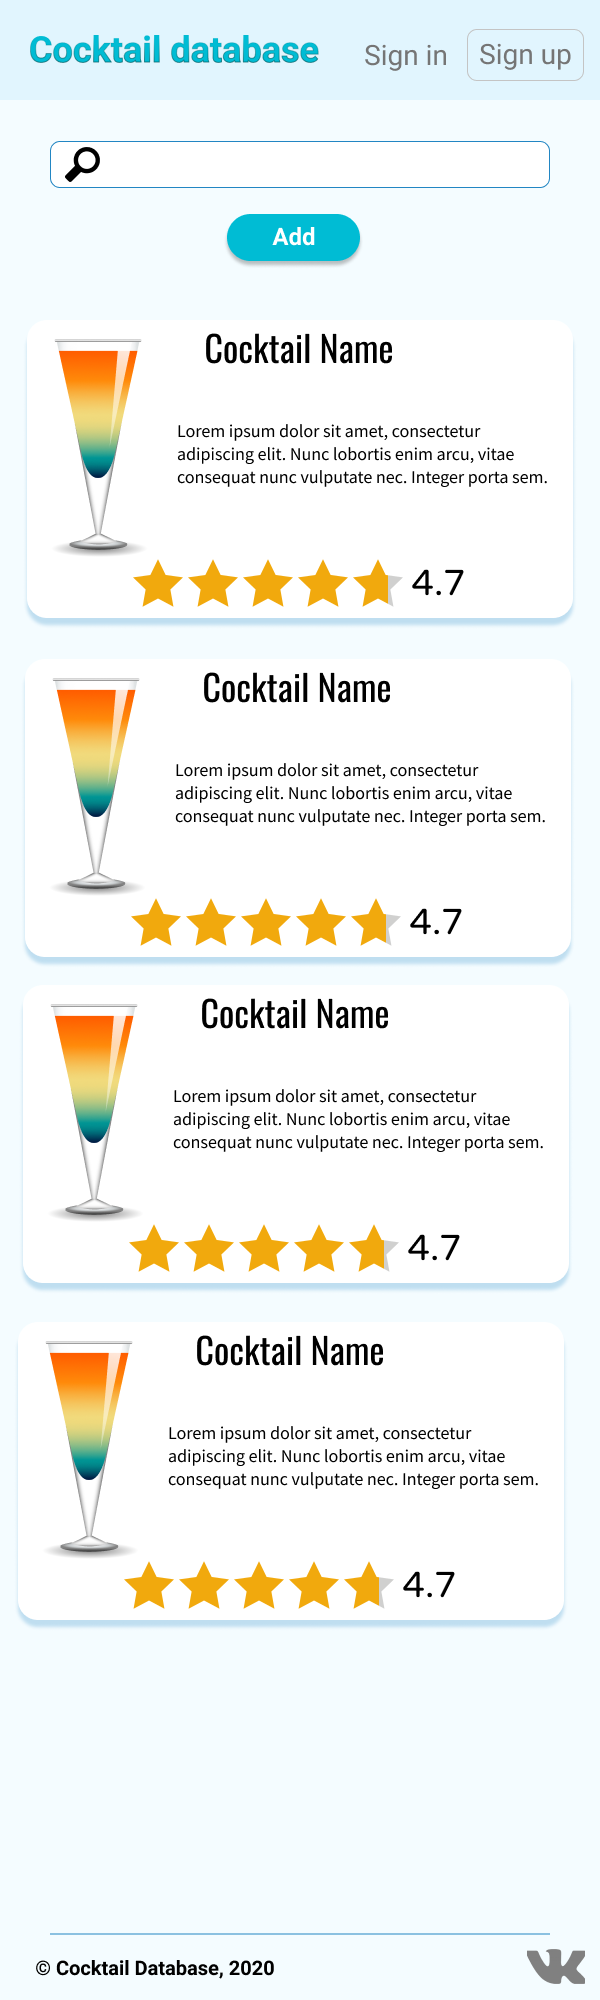 Cocktail database
Sign in
Sign up
Add
Cocktail Name
Lorem ipsum dolor sit amet, consectetur
adipiscing elit. Nunc lobortis enim arcu, vitae
consequat nunc vulputate nec. Integer porta sem.
4.7
Cocktail Name
Lorem ipsum dolor sit amet, consectetur
adipiscing elit. Nunc lobortis enim arcu, vitae
consequat nunc vulputate nec. Integer porta sem.
4.7
Cocktail Name
Lorem ipsum dolor sit amet, consectetur
adipiscing elit. Nunc lobortis enim arcu, vitae
consequat nunc vulputate nec. Integer porta sem.
4.7
Cocktail Name
Lorem ipsum dolor sit amet, consectetur
adipiscing elit. Nunc lobortis enim arcu, vitae
consequat nunc vulputate nec. Integer porta sem.
4.7
© Cocktail Database, 2020